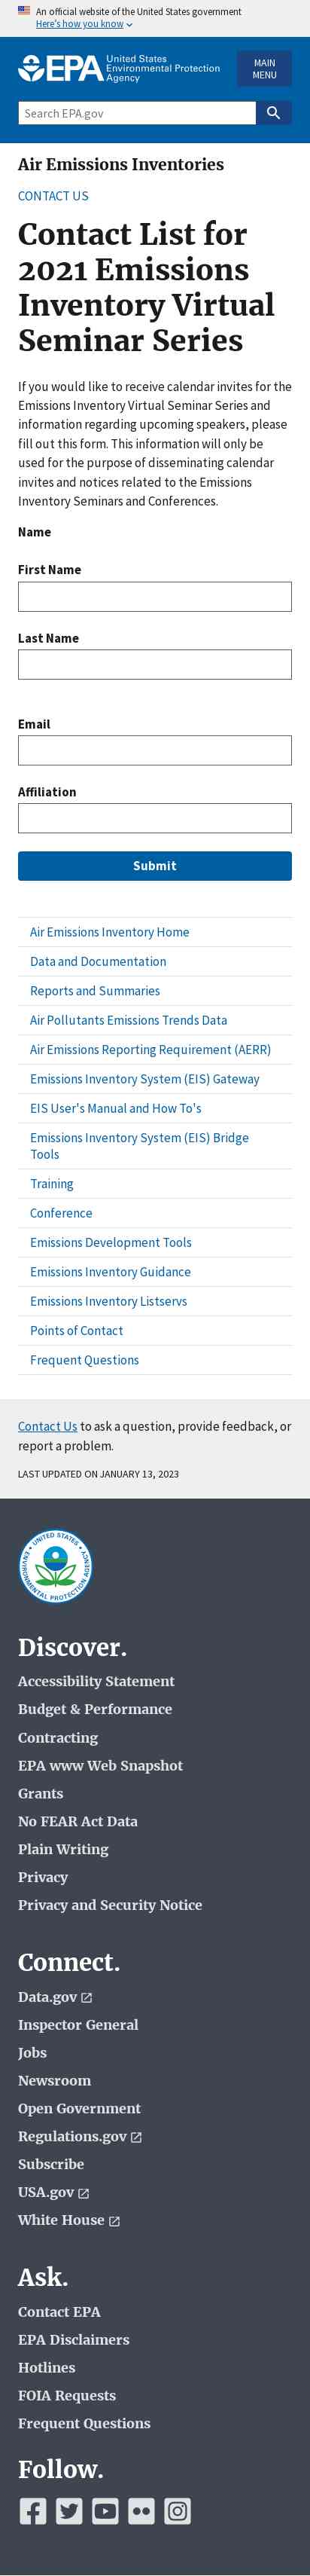 An official website of the United States government
Here's how you know
EPA United States
Environmental Protection
Agency
MAIN
MENU
Search EPA.gov
Air Emissions Inventories
CONTACT US
Contact List for
2021 Emissions
Inventory Virtual
Seminar Series
If you would like to receive calendar invites for the
Emissions Inventory Virtual Seminar Series and
information regarding upcoming speakers, please
fill out this form. This information will only be
used for the purpose of disseminating calendar
invites and notices related to the Emissions
Inventory Seminars and Conferences.
Name
First Name
Last Name
Email
Affiliation
Submit
Air Emissions Inventory Home
Data and Documentation
Reports and Summaries
Air Pollutants Emissions Trends Data
Air Emissions Reporting Requirement (AERR)
Emissions Inventory System (EIS) Gateway
EIS User's Manual and How To's
Emissions Inventory System (EIS) Bridge
Tools
Training
Conference
Emissions Development Tools
Emissions Inventory Guidance
Emissions Inventory Listservs
Points of Contact
Frequent Questions
Contact Us to ask a question, provide feedback, or
report a problem.
LAST UPDATED ON JANUARY 13, 2023
UNITED STATES
ENVIRONMENTAL PROTECTION AGENCY
Discover.
Accessibility Statement
Budget & Performance
Contracting
EPA www Web Snapshot
Grants
No FEAR Act Data
Plain Writing
Privacy
Privacy and Security Notice
Connect.
Data.gov
Inspector General
Jobs
Newsroom
Open Government
Regulations.gov
Subscribe
USA.gov
White House
Ask.
Contact EPA
EPA Disclaimers
Hotlines
FOIA Requests
Frequent Questions
Follow.